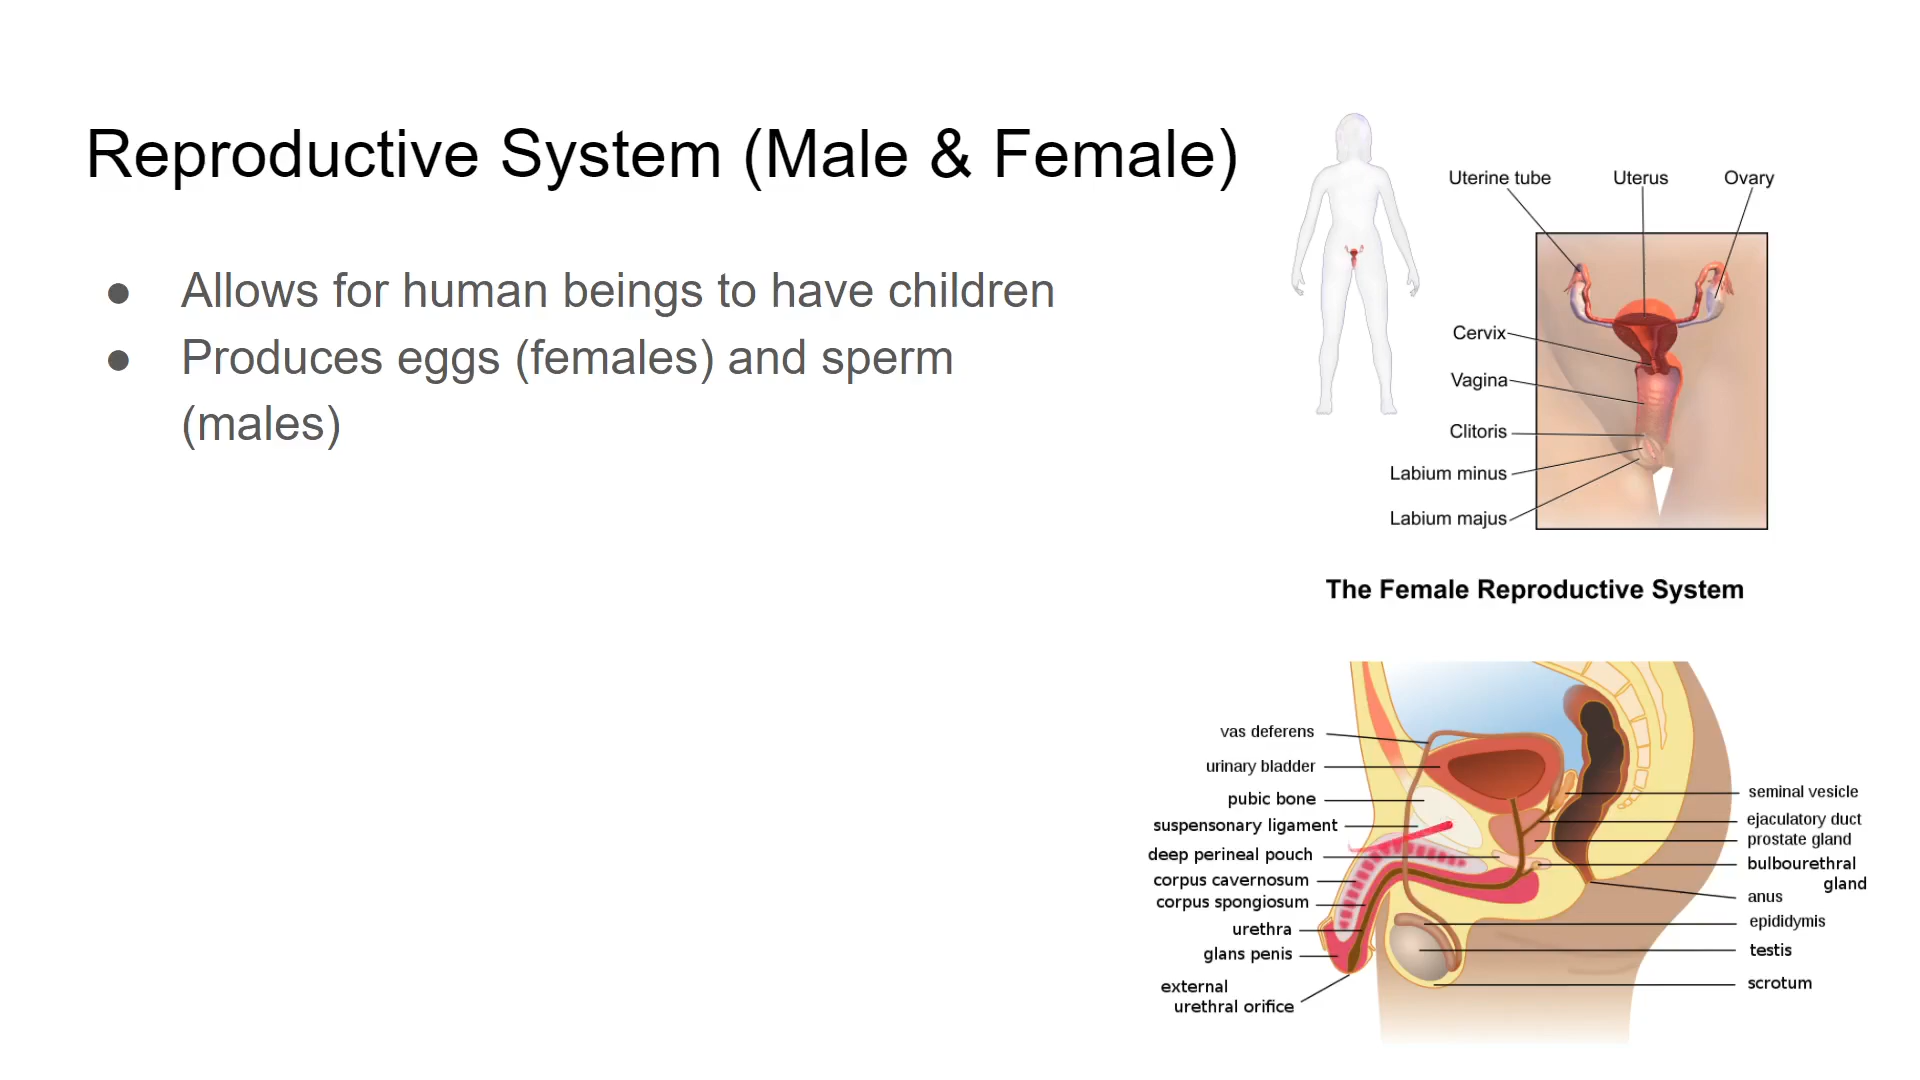 Reproductive System (Male & Female)
● Allows for human beings to have children
● Produces eggs (females) and sperm
(males)
Uterine tube
Uterus
Ovary
Cervix
Vagina
Clitoris
Labium minus
Labium majus
The Female Reproductive System
vas deferens
urinary bladder
pubic bone
suspensonary ligament
deep perineal pouch
corpus cavernosum
corpus spongiosum
urethra
glans penis
external
urethral orifice
seminal vesicle
ejaculatory duct
prostate gland
bulbourethral
gland
anus
epididymis
testis
scrotum